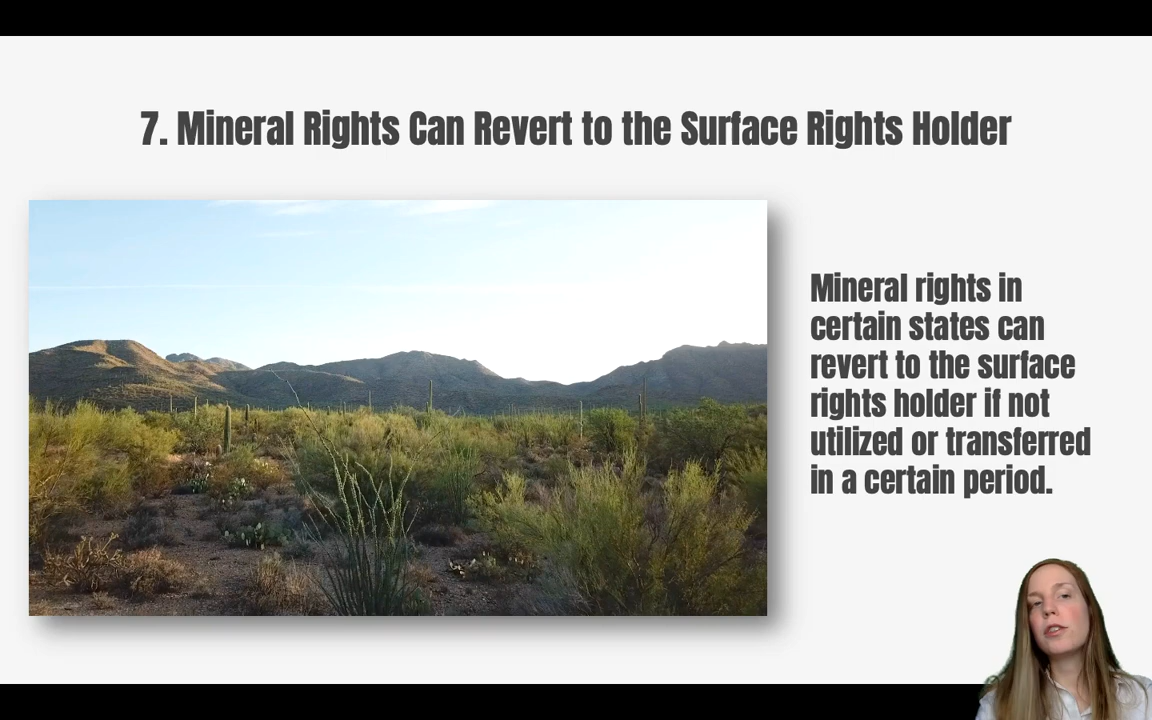 7. Mineral Rights Can Revert to the Surface Rights Holder
Mineral rights in
certain states can
revert to the surface
rights holder if not
utilized or transferred
in a certain period.